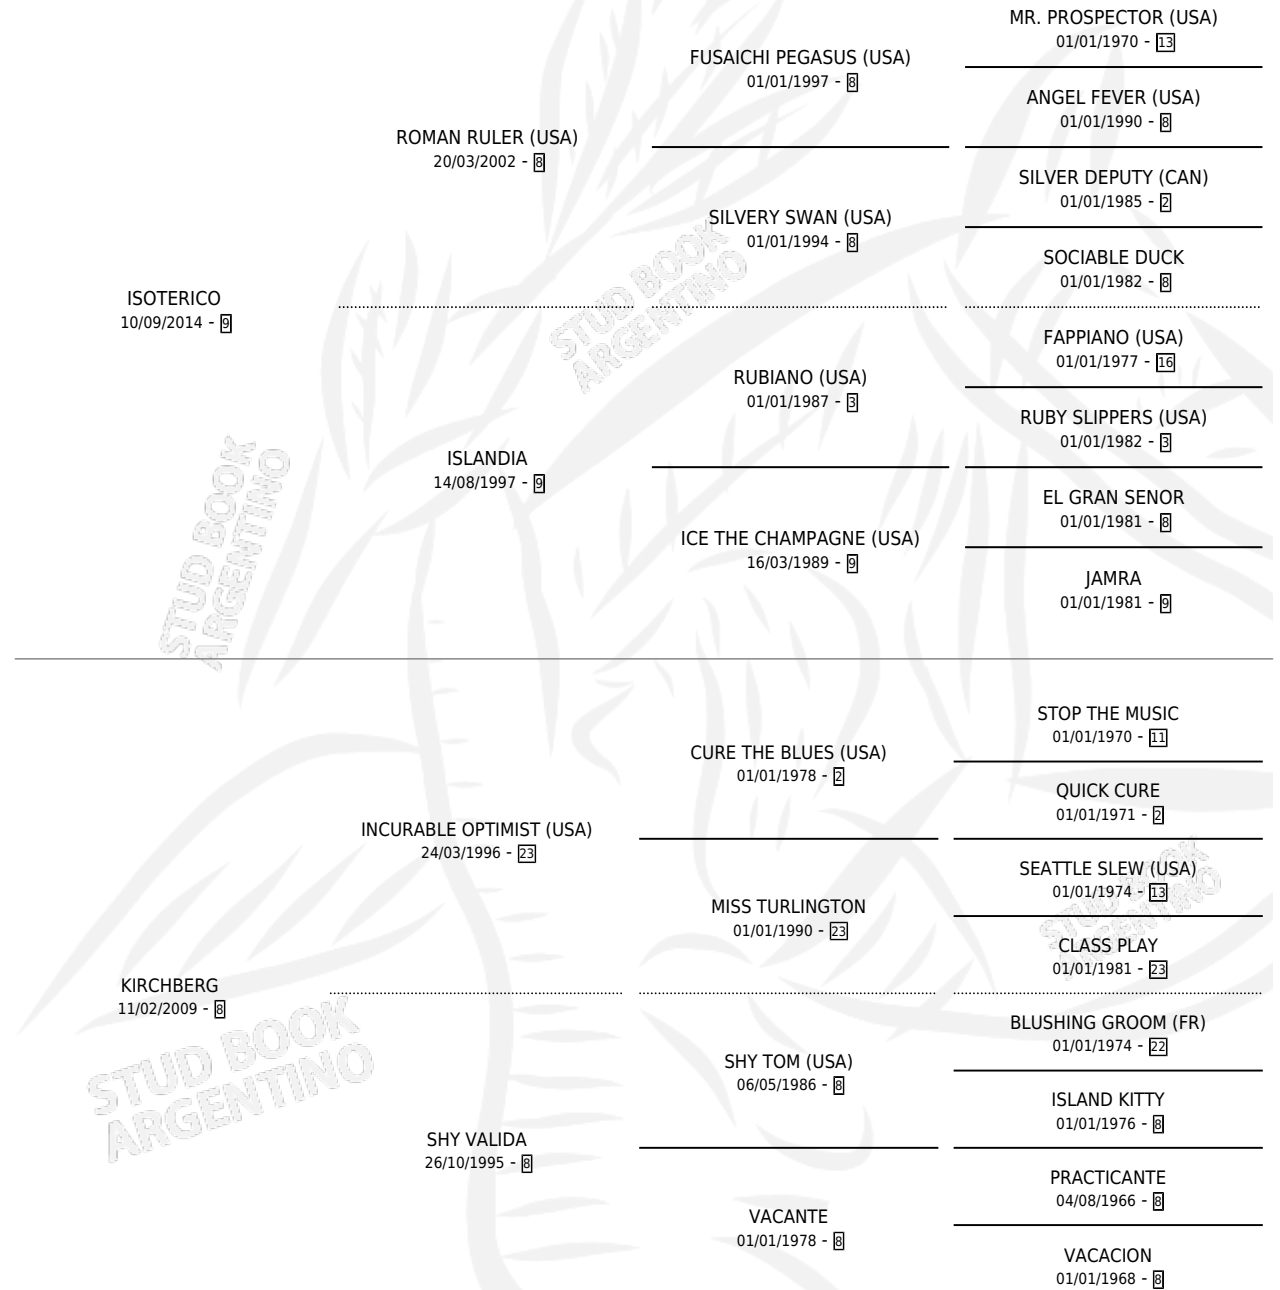 MR. PROSPECTOR (USA)
01/01/1970 - 13
FUSAICHI PEGASUS (USA)
01/01/1997 - 8
ANGEL FEVER (USA)
01/01/1990 - 8
ROMAN RULER (USA)
20/03/2002 - 8
SILVER DEPUTY (CAN)
01/01/1985 - 2
SILVERY SWAN (USA)
01/01/1994 - 8
SOCIABLE DUCK
01/01/1982 - 8
ISOTERICO
10/09/2014 - 9
FAPPIANO (USA)
01/01/1977 - 16
RUBIANO (USA)
01/01/1987 - 3
RUBY SLIPPERS (USA)
01/01/1982 - 3
ISLANDIA
14/08/1997 - 9
EL GRAN SENOR
01/01/1981 - 8
ICE THE CHAMPAGNE (USA)
16/03/1989 - 9
JAMRA
01/01/1981 - 9
STUD BOOK
ARGENTINO
STUD BOOK
ARGENTINO
STOP THE MUSIC
01/01/1970 - 11
CURE THE BLUES (USA)
01/01/1978 - 2
QUICK CURE
01/01/1971 - 2
INCURABLE OPTIMIST (USA)
24/03/1996 - 23
SEATTLE SLEW (USA)
01/01/1974 - 13
MISS TURLINGTON
01/01/1990 - 23
CLASS PLAY
01/01/1981 - 23
KIRCHBERG
11/02/2009 - 8
BLUSHING GROOM (FR)
01/01/1974 - 22
SHY TOM (USA)
06/05/1986 - 8
ISLAND KITTY
01/01/1976 - 8
SHY VALIDA
26/10/1995 - 8
PRACTICANTE
04/08/1966 - 8
VACANTE
01/01/1978 - 8
VACACION
01/01/1968 - 8
STUD BOOK
ARGENTINO
STUD BOOK
ARGENTINO